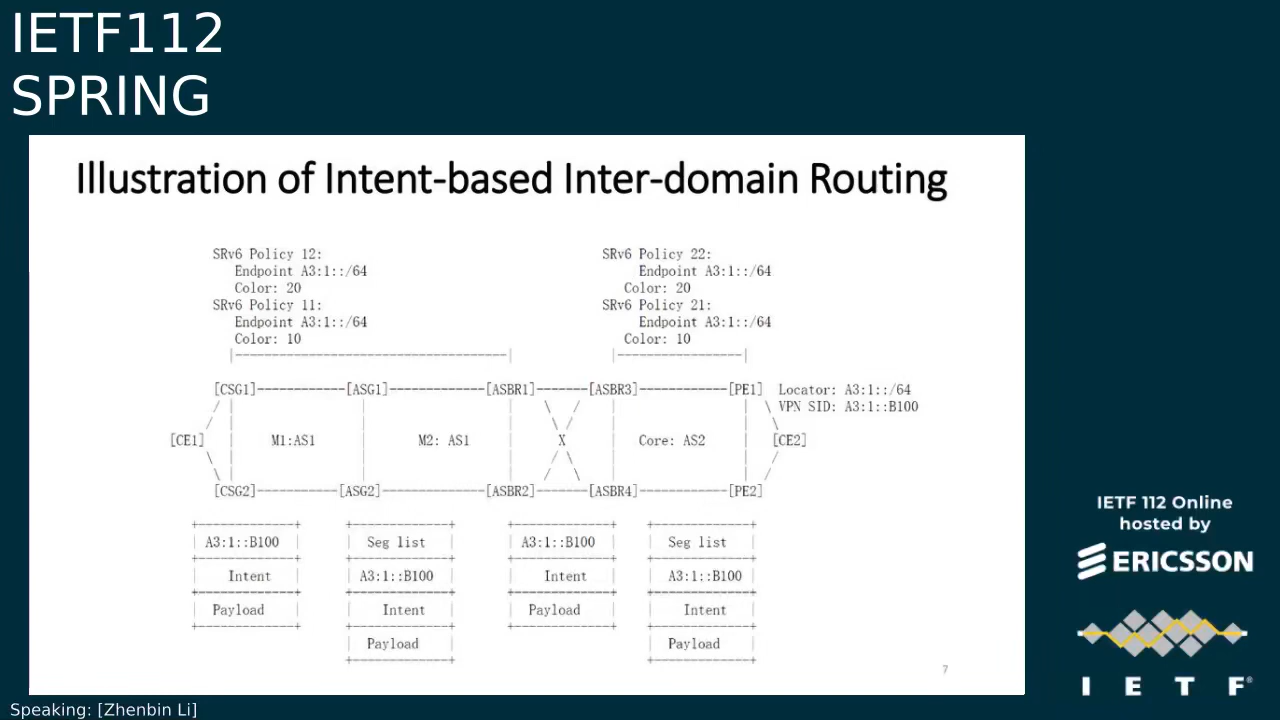 IETF112
SPRING
Illustration of Intent-based Inter-domain Routing
SRv6 Policy 12:
Endpoint A3:1::/64
Color: 20
SRv6 Policy 11:
Endpoint A3:1::/64
Color: 10
SRv6 Policy 22:
Endpoint A3:1::/64
Color: 20
SRv6 Policy 21:
Endpoint A3:1::/64
Color: 10
[CSG1]------------[ASG1]-------------[ASBR1]-------[ASBR3]------------[PE1] Locator: A3:1::/64
VPN SID: A3:1::B100
[CE1] M1:AS1 M2: AS1 X Core: AS2 [CE2]
[CSG2]-----------[ASG2]--------------[ASBR2]-------[ASBR4]------------[PE2]
A3:1::B100 Seg list A3:1::B100 Seg list
Intent A3:1::B100 Intent A3:1::B100
Payload Intent Payload Intent
Payload Payload
7
IETF 112 Online
hosted by
ERICSSON
I E T F®
Speaking: [Zhenbin Li]